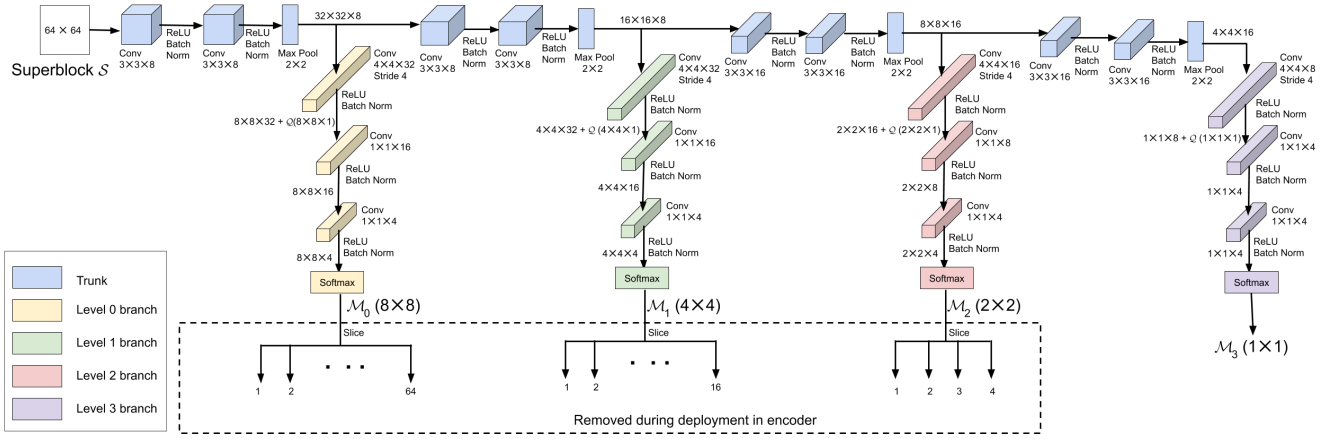 64 × 64
Superblock S
Conv
3×3×8
ReLU
Batch
Norm
Conv
3×3×8
ReLU
Batch
Norm
Max Pool
2×2
32×32×8
Conv
3×3×8
ReLU
Batch
Norm
Conv
3×3×8
ReLU
Batch
Norm
Max Pool
2×2
16×16×8
Conv
3×3×16
ReLU
Batch
Norm
Conv
3×3×16
ReLU
Batch
Norm
Max Pool
2×2
8×8×16
Conv
3×3×16
ReLU
Batch
Norm
Conv
3×3×16
ReLU
Batch
Norm
Max Pool
2×2
4×4×16
Conv
4×4×32
Stride 4
ReLU
Batch Norm
8×8×32 + Q(8×8×1)
Conv
1×1×16
ReLU
Batch Norm
8×8×16
Conv
1×1×4
ReLU
Batch Norm
8×8×4
Softmax
M0 (8×8)
Conv
4×4×32
Stride 4
ReLU
Batch Norm
4×4×32 + Q (4×4×1)
Conv
1×1×16
ReLU
Batch Norm
4×4×16
Conv
1×1×4
ReLU
Batch Norm
4×4×4
Softmax
M1 (4×4)
Conv
4×4×16
Stride 4
ReLU
Batch Norm
2×2×16 + Q (2×2×1)
Conv
1×1×8
ReLU
Batch Norm
2×2×8
Conv
1×1×4
ReLU
Batch Norm
2×2×4
Softmax
M2 (2×2)
Conv
4×4×8
Stride 4
ReLU
Batch Norm
1×1×8 + Q (1×1×1)
Conv
1×1×4
ReLU
Batch Norm
1×1×4
Conv
1×1×4
ReLU
Batch Norm
1×1×4
Softmax
M3 (1×1)
Slice
1 2 . . . 64
Slice
1 2 . . . 16
Slice
1 2 3 4
Removed during deployment in encoder
Trunk
Level 0 branch
Level 1 branch
Level 2 branch
Level 3 branch